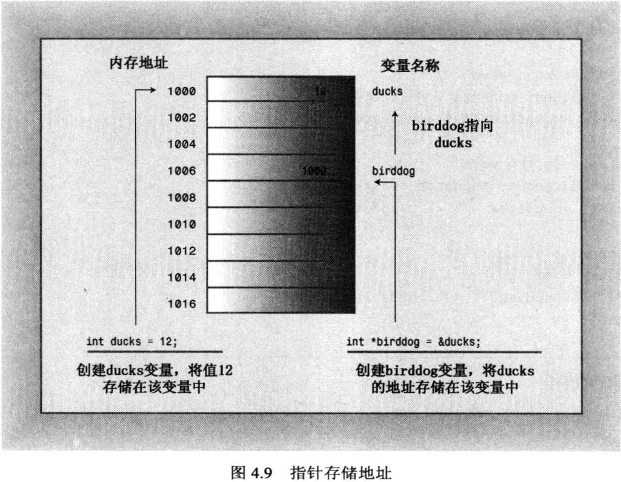 内存地址
变量名称
1000
12
ducks
1002
1004
birddog指向
ducks
1006
1000
birddog
1008
1010
1012
1014
1016
int ducks = 12;
int *birddog = &ducks;
创建ducks变量，将值12
存储在该变量中
创建birddog变量，将ducks
的地址存储在该变量中
图 4.9 指针存储地址